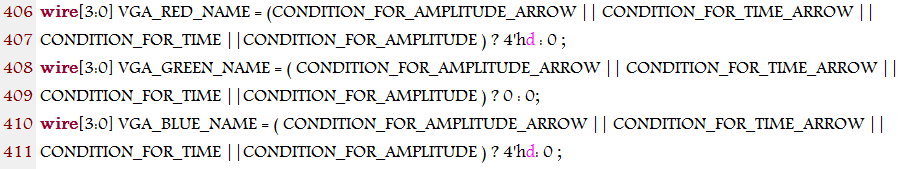 406 wire[3:0] VGA_RED_NAME = (CONDITION_FOR_AMPLITUDE_ARROW || CONDITION_FOR_TIME_ARROW ||
407 CONDITION_FOR_TIME ||CONDITION_FOR_AMPLITUDE ) ? 4'hd : 0 ;
408 wire[3:0] VGA_GREEN_NAME = ( CONDITION_FOR_AMPLITUDE_ARROW || CONDITION_FOR_TIME_ARROW ||
409 CONDITION_FOR_TIME ||CONDITION_FOR_AMPLITUDE ) ? 0 : 0;
410 wire[3:0] VGA_BLUE_NAME = ( CONDITION_FOR_AMPLITUDE_ARROW || CONDITION_FOR_TIME_ARROW ||
411 CONDITION_FOR_TIME ||CONDITION_FOR_AMPLITUDE ) ? 4'hd: 0 ;